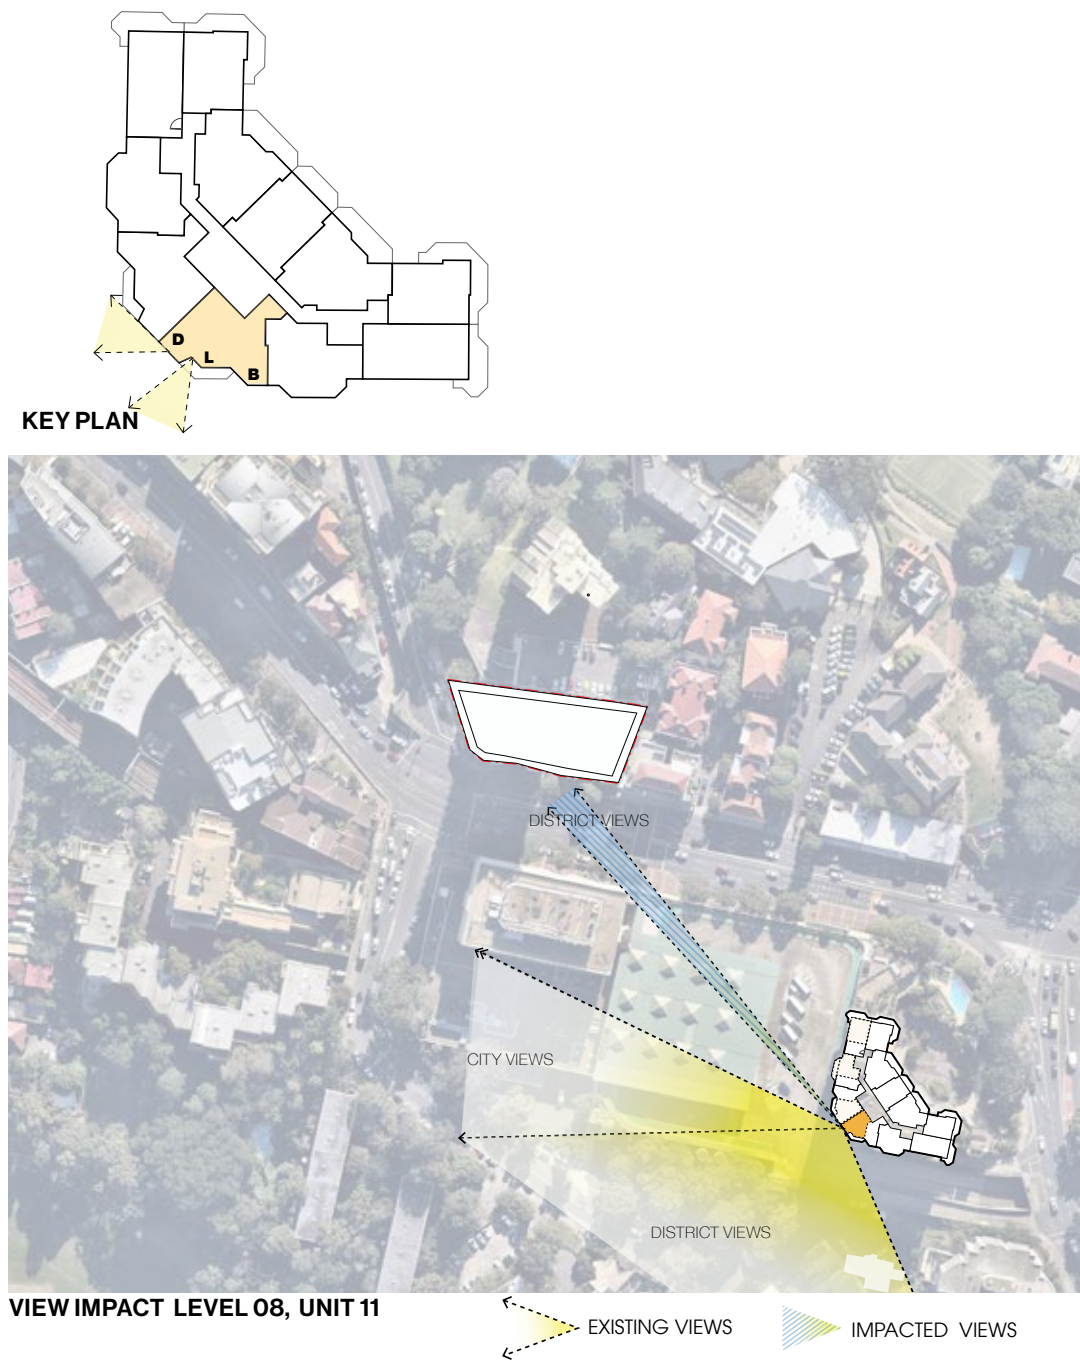 D
L
B
KEY PLAN
DISTRICT VIEWS
CITY VIEWS
DISTRICT VIEWS
VIEW IMPACT LEVEL 08, UNIT 11
EXISTING VIEWS
IMPACTED VIEWS